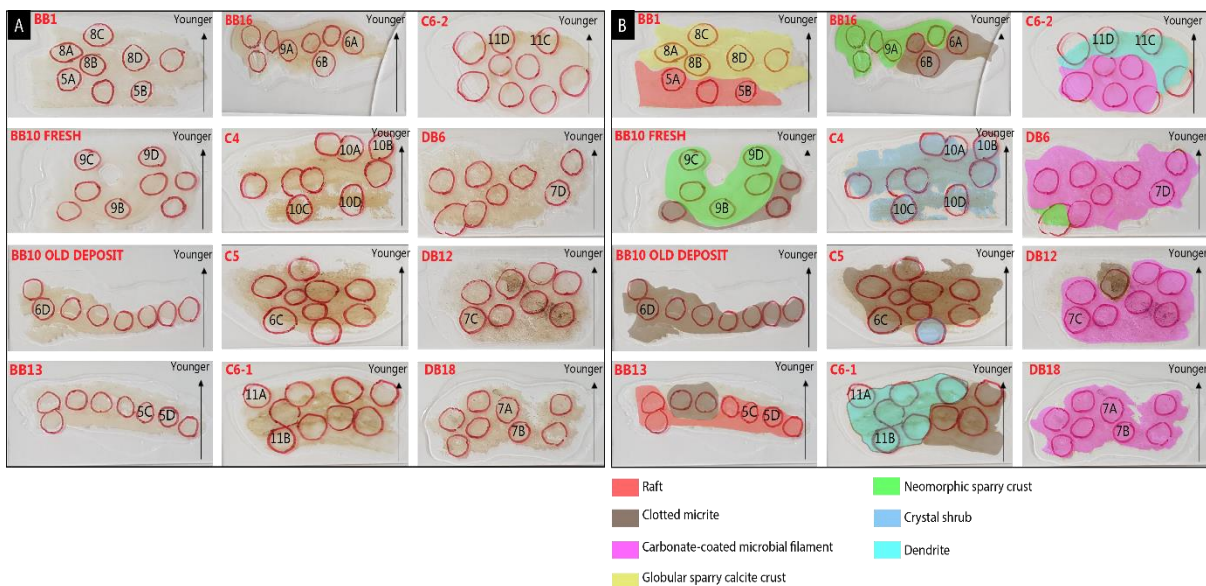 A
BB1
Younger
8C
8A
8B
8D
5A
5B
BB16
Younger
9A
6A
6B
C6-2
Younger
11D
11C
BB10 FRESH
Younger
9C
9D
9B
C4
Younger
10A
10B
10C
10D
DB6
Younger
7D
BB10 OLD DEPOSIT
Younger
6D
C5
Younger
6C
DB12
Younger
7C
BB13
Younger
5C
5D
C6-1
Younger
11A
11B
DB18
Younger
7A
7B
B
BB1
Younger
8C
8A
8B
8D
5A
5B
BB16
Younger
9A
6A
6B
C6-2
Younger
11D
11C
BB10 FRESH
Younger
9C
9D
9B
C4
Younger
10A
10B
10C
10D
DB6
Younger
7D
BB10 OLD DEPOSIT
Younger
6D
C5
Younger
6C
DB12
Younger
7C
BB13
Younger
5C
5D
C6-1
Younger
11A
11B
DB18
Younger
7A
7B
Raft
Clotted micrite
Carbonate-coated microbial filament
Globular sparry calcite crust
Neomorphic sparry crust
Crystal shrub
Dendrite